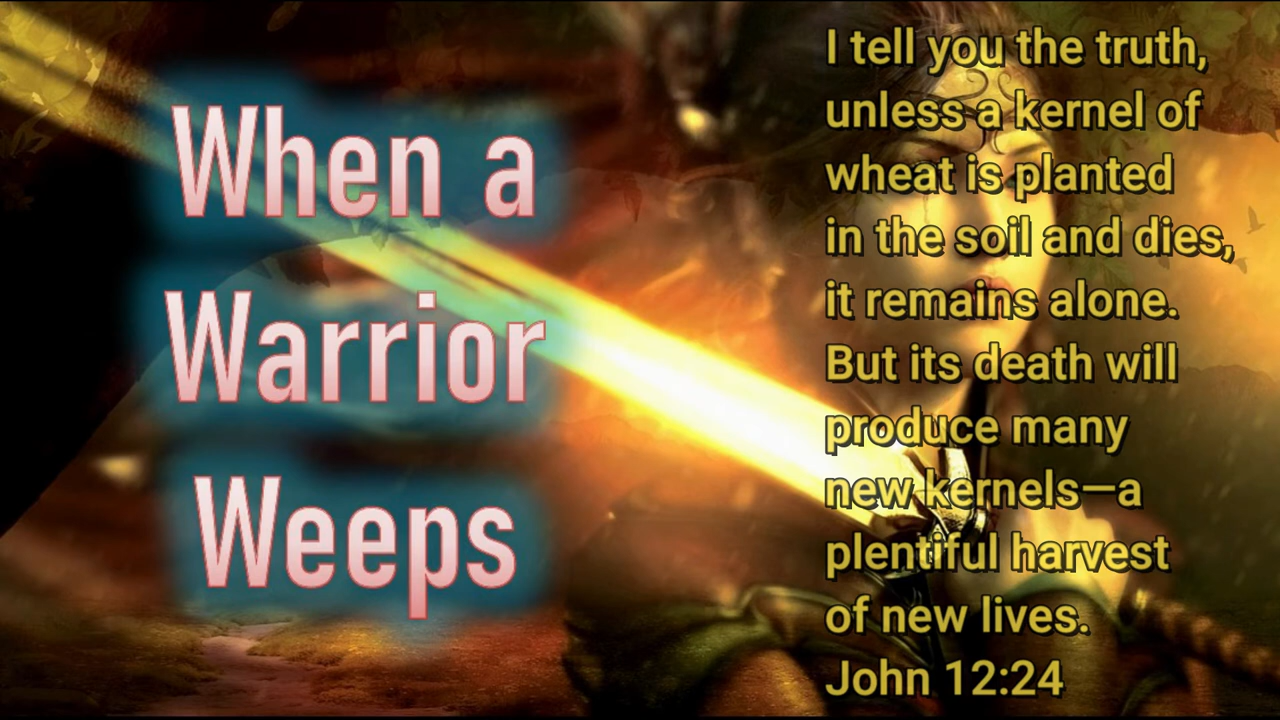 When a
Warrior
Weeps
I tell you the truth,
unless a kernel of
wheat is planted
in the soil and dies,
it remains alone.
But its death will
produce many
new kernels—a
plentiful harvest
of new lives.
John 12:24